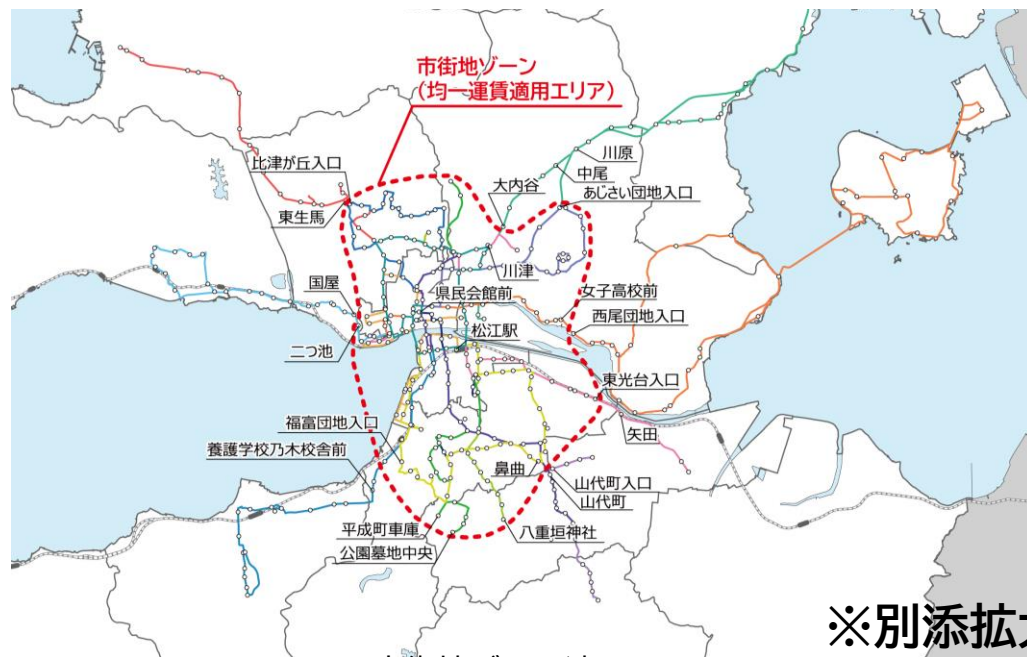 市街地ゾーン
(均一運賃適用エリア)
比津が丘入口
東生馬
大内谷
川原
中尾
あじさい団地入口
川津
国屋
県民会館前
女子高校前
西尾団地入口
松江駅
二つ池
東光台入口
矢田
福富団地入口
養護学校乃木校舎前
鼻曲
山代町入口
山代町
平成町車庫
八重垣神社
公園墓地中央
※別添拡